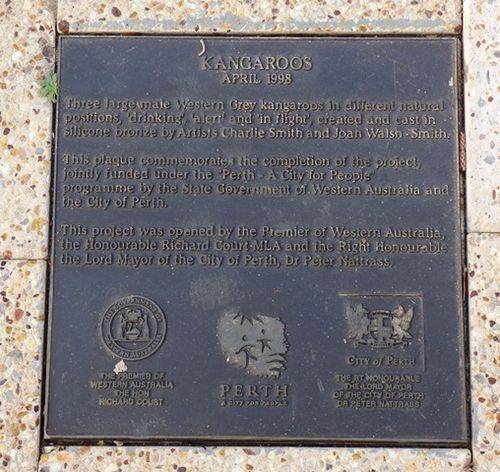 KANGAROOS
APRIL 1998
Three large male Western Grey kangaroos in different natural
positions, 'drinking', 'alert' and 'in flight', created and cast in
silicone bronze by Artists Charlie Smith and Joan Walsh-Smith.
This plaque commemorates the completion of the project,
jointly funded under the "Perth - A City for People"
programme by the State Government of Western Australia and
the City of Perth.
This project was opened by the Premier of Western Australia,
the Honourable Richard Court MLA and the Right Honourable
the Lord Mayor of the City of Perth, Dr Peter Nattrass.
THE GOVERNMENT OF
WESTERN AUSTRALIA
THE PREMIER OF
WESTERN AUSTRALIA
THE HON
RICHARD COURT
PERTH
A CITY FOR PEOPLE
CITY of PERTH
THE RT HONOURABLE
THE LORD MAYOR
OF THE CITY OF PERTH
DR PETER NATTRASS